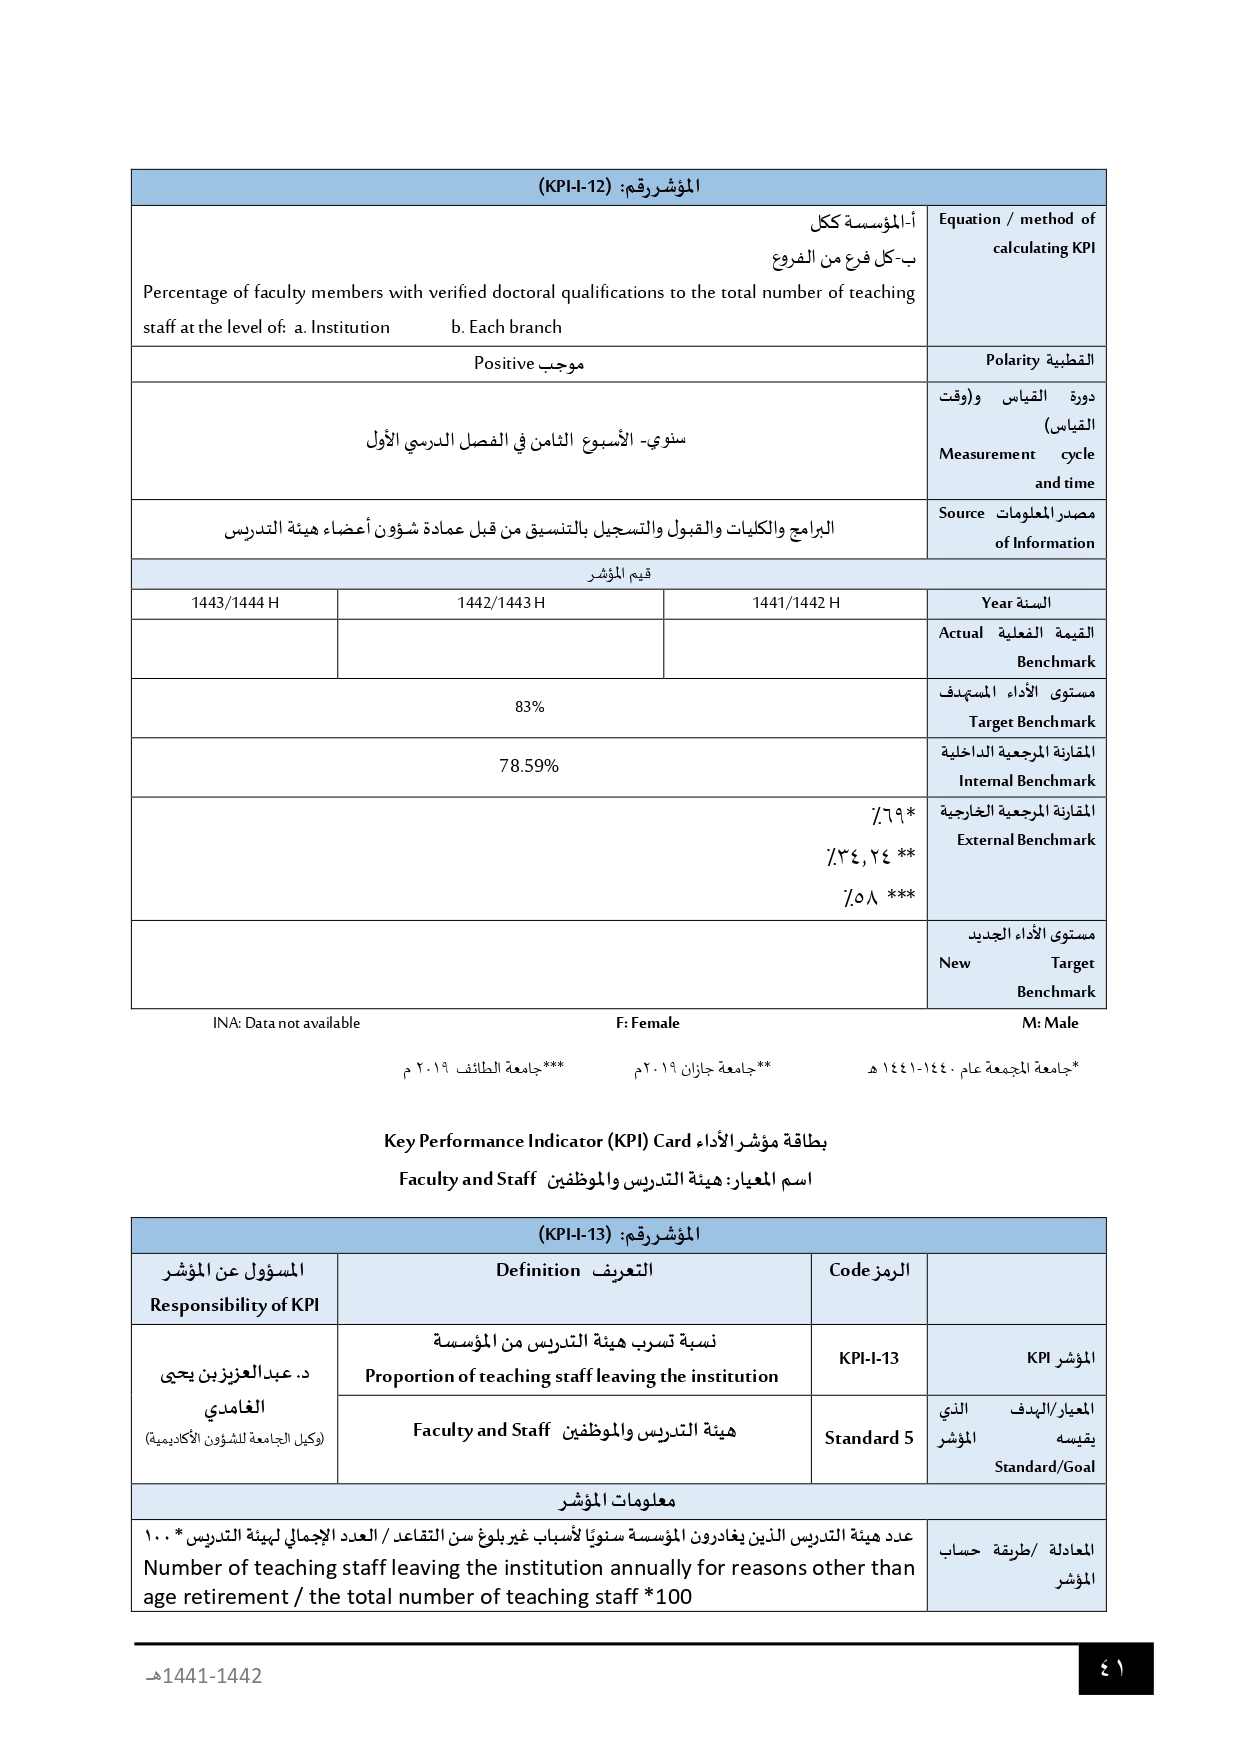 المؤشر رقم: (KPI-I-12)
Equation / method of
calculating KPI
أ-المؤسسة ككل
ب-كل فرع من الفروع
Percentage of faculty members with verified doctoral qualifications to the total number of teaching
staff at the level of: a. Institution b. Each branch
القطبية Polarity
موجب Positive
دورة القياس و(وقت
القياس)
Measurement cycle
and time
سنوي- الأسبوع الثامن في الفصل الدرسي الأول
مصدر المعلومات Source
of Information
البرامج والكليات والقبول والتسجيل بالتنسيق من قبل عمادة شؤون أعضاء هيئة التدريس
قيم المؤشر
السنة Year
1441/1442 H
1442/1443 H
1443/1444 H
القيمة الفعلية Actual
Benchmark
مستوى الأداء المستهدف
Target Benchmark
83%
المقارنة المرجعية الداخلية
Internal Benchmark
78.59%
المقارنة المرجعية الخارجية
External Benchmark
*٦٩٪
** ٣٤,٢٤٪
*** ٥٨٪
مستوى الأداء الجديد
New Target
Benchmark
M: Male F: Female INA: Data not available
*جامعة المجمعة عام ١٤٤٠-١٤٤١ هـ **جامعة جازان ٢٠١٩م ***جامعة الطائف ٢٠١٩ م
بطاقة مؤشر الأداء Key Performance Indicator (KPI) Card
اسم المعيار: هيئة التدريس والموظفين Faculty and Staff
المؤشر رقم: (KPI-I-13)
الرمز Code
التعريف Definition
المسؤول عن المؤشر
Responsibility of KPI
المؤشر KPI
KPI-I-13
نسبة تسرب هيئة التدريس من المؤسسة
Proportion of teaching staff leaving the institution
د. عبدالعزيز بن يحيى
الغامدي
(وكيل الجامعة للشؤون الأكاديمية)
المعيار/الهدف الذي
يقيسه المؤشر
Standard/Goal
Standard 5
هيئة التدريس والموظفين Faculty and Staff
معلومات المؤشر
المعادلة /طريقة حساب
المؤشر
عدد هيئة التدريس الذين يغادرون المؤسسة سنويًا لأسباب غير بلوغ سن التقاعد / العدد الإجمالي لهيئة التدريس * ١٠٠
Number of teaching staff leaving the institution annually for reasons other than
age retirement / the total number of teaching staff *100
٤١
1441-1442هـ